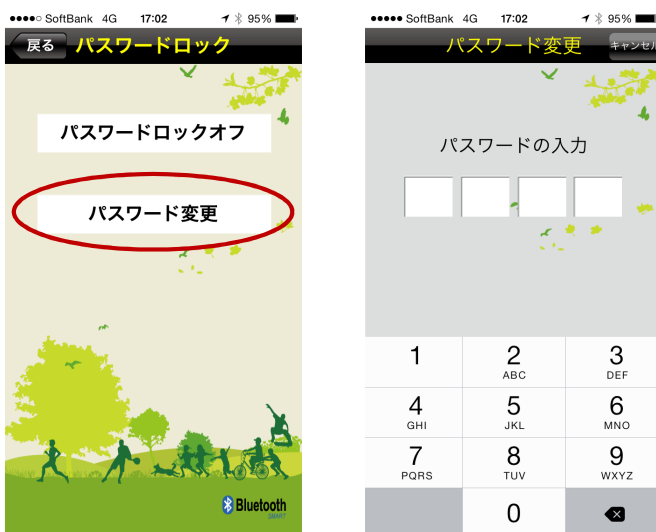 SoftBank 4G 17:02 95%
戻る パスワードロック
パスワードロックオフ
パスワード変更
Bluetooth
SMART
SoftBank 4G 17:02 95%
パスワード変更 キャンセル
パスワードの入力
1 2 3
ABC DEF
4 5 6
GHI JKL MNO
7 8 9
PQRS TUV WXYZ
0